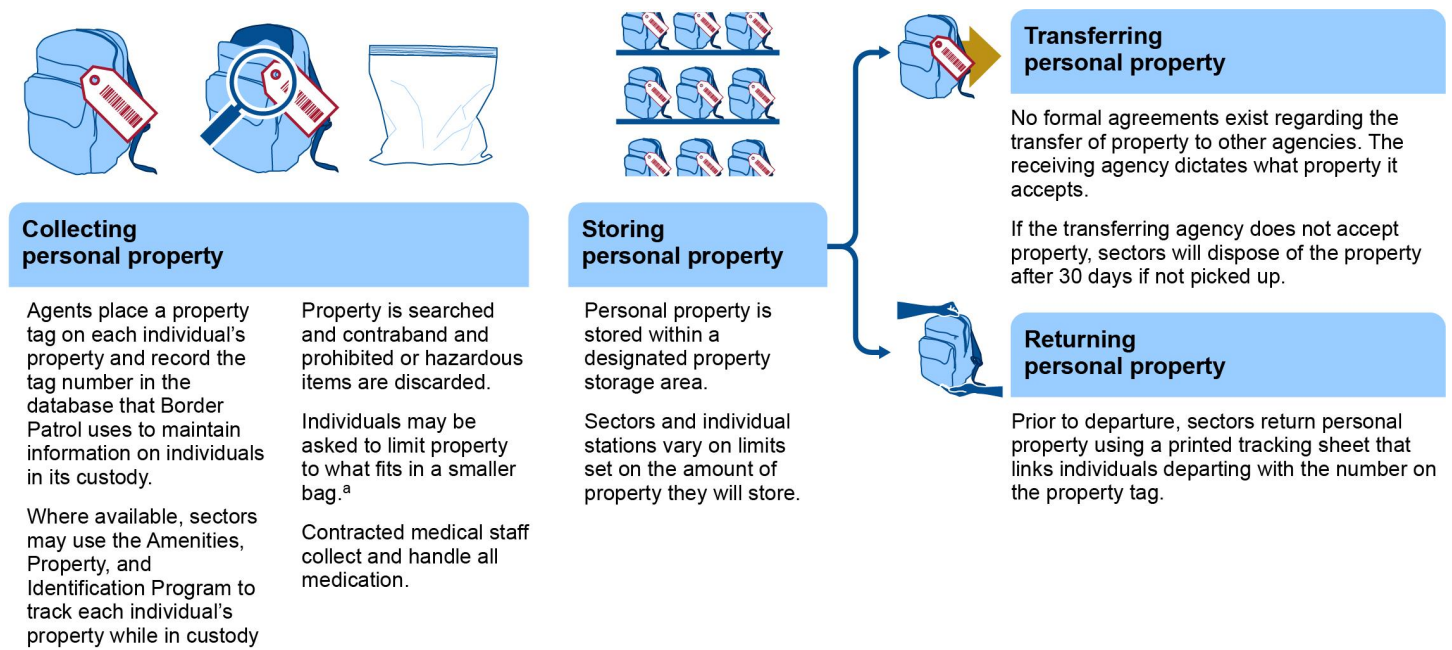 Collecting
personal property
Agents place a property
tag on each individual’s
property and record the
tag number in the
database that Border
Patrol uses to maintain
information on individuals
in its custody.
Where available, sectors
may use the Amenities,
Property, and
Identification Program to
track each individual’s
property while in custody
Property is searched
and contraband and
prohibited or hazardous
items are discarded.
Individuals may be
asked to limit property
to what fits in a smaller
bag.ᵃ
Contracted medical staff
collect and handle all
medication.
Storing
personal property
Personal property is
stored within a
designated property
storage area.
Sectors and individual
stations vary on limits
set on the amount of
property they will store.
Transferring
personal property
No formal agreements exist regarding the
transfer of property to other agencies. The
receiving agency dictates what property it
accepts.
If the transferring agency does not accept
property, sectors will dispose of the property
after 30 days if not picked up.
Returning
personal property
Prior to departure, sectors return personal
property using a printed tracking sheet that
links individuals departing with the number on
the property tag.